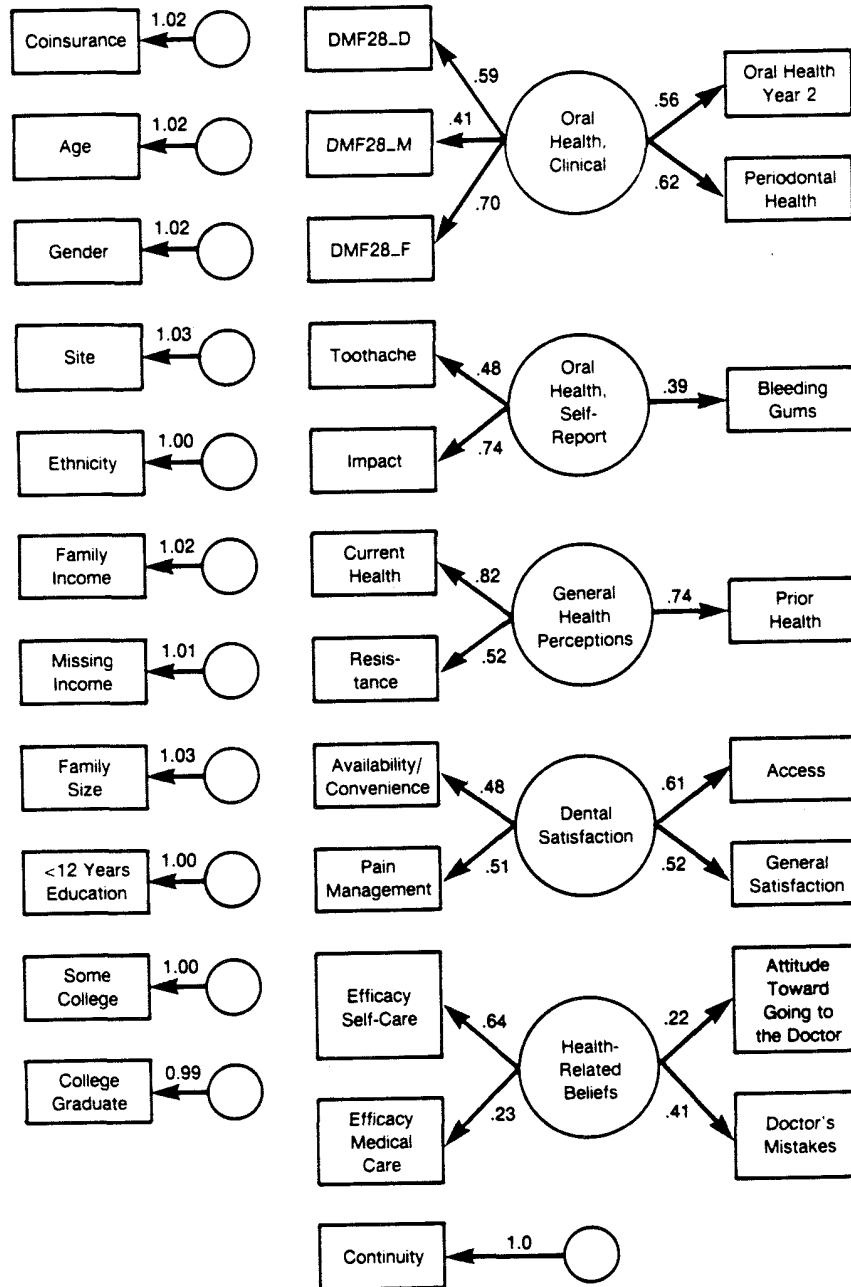 Coinsurance
1.02
Age
1.02
Gender
1.02
Site
1.03
Ethnicity
1.00
Family
Income
1.02
Missing
Income
1.01
Family
Size
1.03
<12 Years
Education
1.00
Some
College
1.00
College
Graduate
0.99
DMF28_D
.59
DMF28_M
.41
DMF28_F
.70
Oral
Health,
Clinical
.56
Oral Health
Year 2
.62
Periodontal
Health
Toothache
.48
Impact
.74
Oral
Health,
Self-
Report
.39
Bleeding
Gums
Current
Health
.82
Resis-
tance
.52
General
Health
Perceptions
.74
Prior
Health
Availability/
Convenience
.48
Pain
Management
.51
Dental
Satisfaction
.61
Access
.52
General
Satisfaction
Efficacy
Self-Care
.64
Efficacy
Medical
Care
.23
Health-
Related
Beliefs
.22
Attitude
Toward
Going to
the Doctor
.41
Doctor's
Mistakes
Continuity
1.0